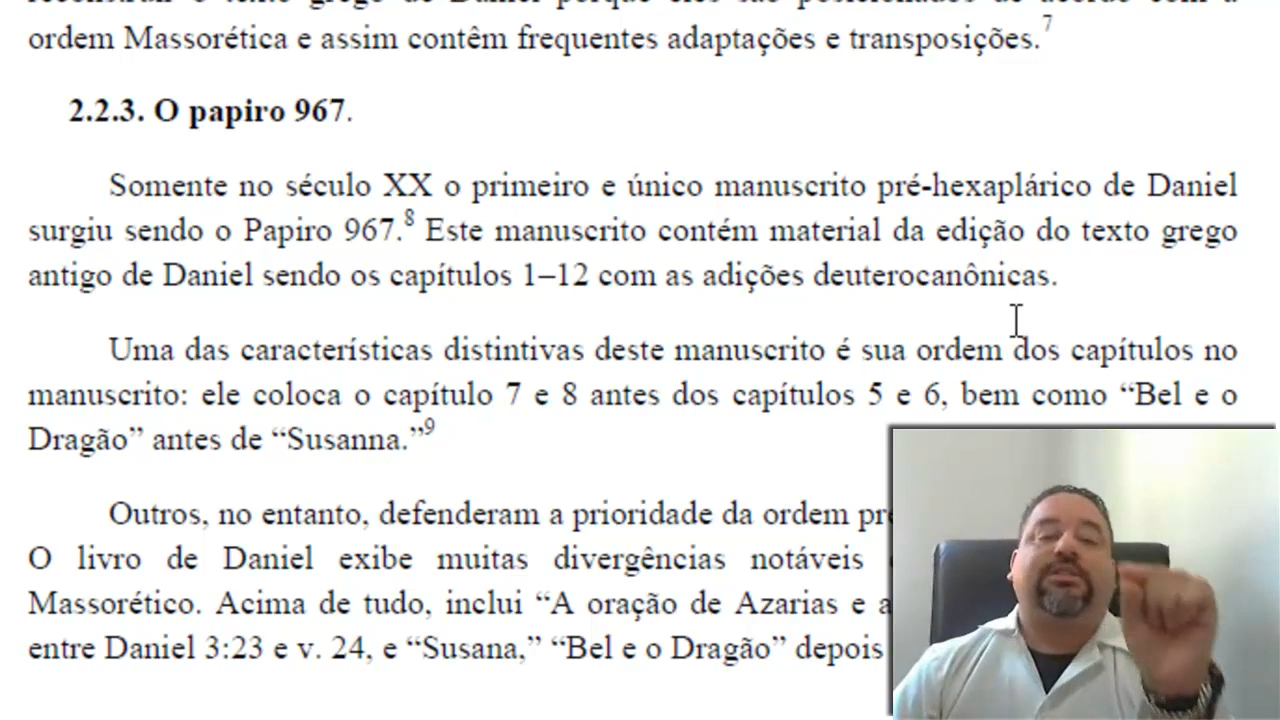 ordem Massorética e assim contêm frequentes adaptações e transposições.7
2.2.3. O papiro 967.
Somente no século XX o primeiro e único manuscrito pré-hexaplárico de Daniel
surgiu sendo o Papiro 967.8 Este manuscrito contém material da edição do texto grego
antigo de Daniel sendo os capítulos 1–12 com as adições deuterocanônicas.
Uma das características distintivas deste manuscrito é sua ordem dos capítulos no
manuscrito: ele coloca o capítulo 7 e 8 antes dos capítulos 5 e 6, bem como “Bel e o
Dragão” antes de “Susanna.”9
Outros, no entanto, defenderam a prioridade da ordem
O livro de Daniel exibe muitas divergências notáveis
Massorético. Acima de tudo, inclui “A oração de Azarias e a
entre Daniel 3:23 e v. 24, e “Susana,” “Bel e o Dragão” depois